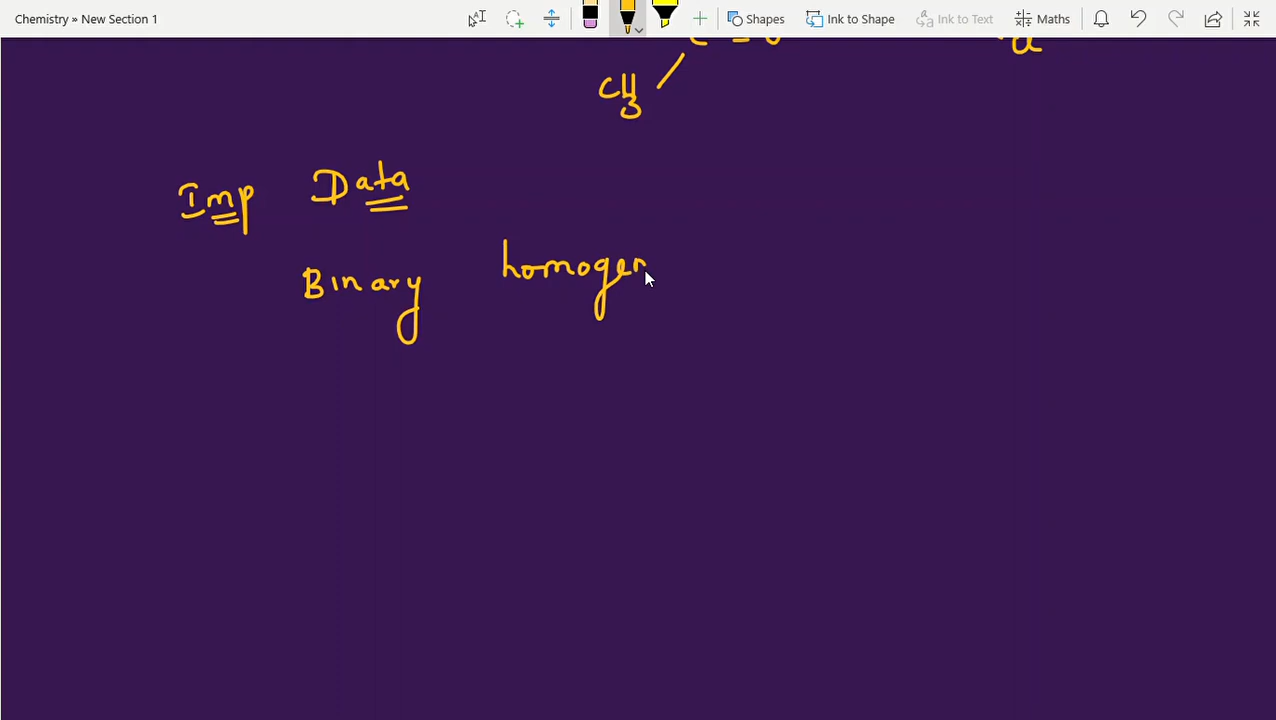 Chemistry » New Section 1
Shapes Ink to Shape Ink to Text Maths
CH3
Imp Data
Binary homogen